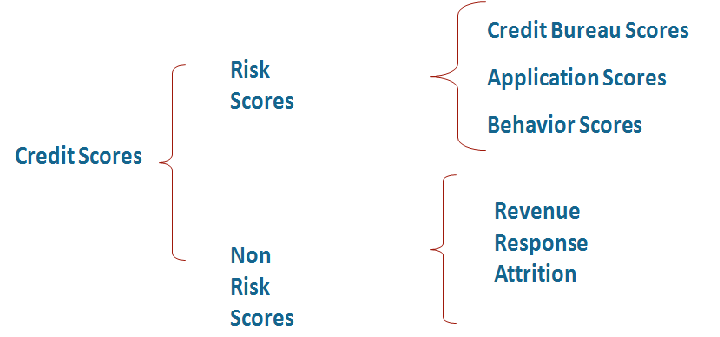 Credit Scores
Risk
Scores
Credit Bureau Scores
Application Scores
Behavior Scores
Non
Risk
Scores
Revenue
Response
Attrition